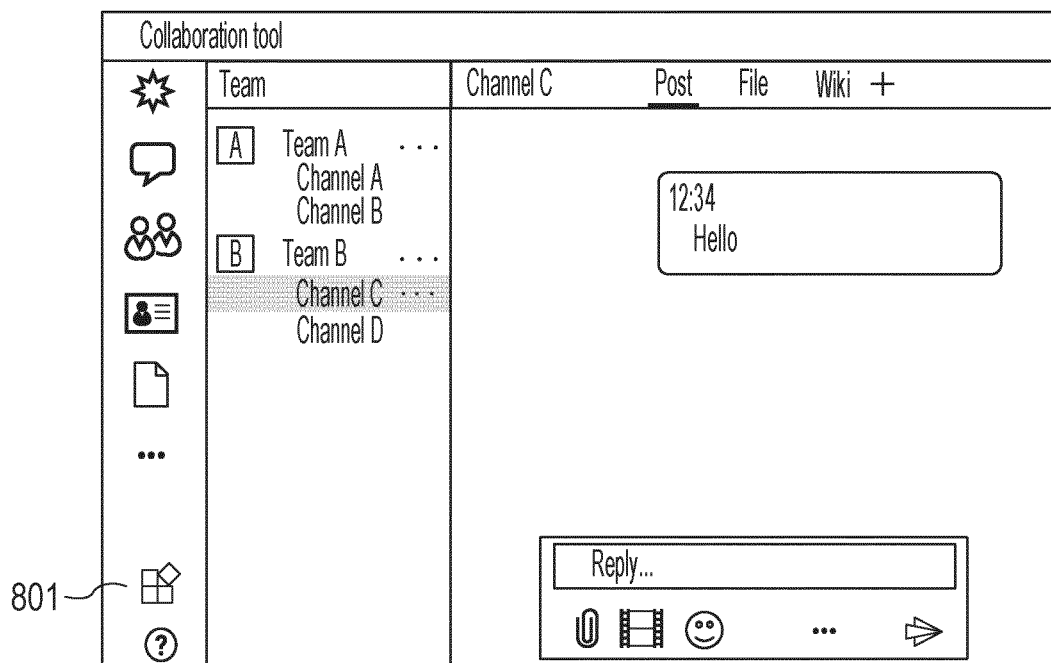 Collaboration tool
Team
Channel C Post File Wiki +
A Team A ...
Channel A
Channel B
B Team B ...
Channel C ...
Channel D
12:34
Hello
Reply...
...
...
801
?